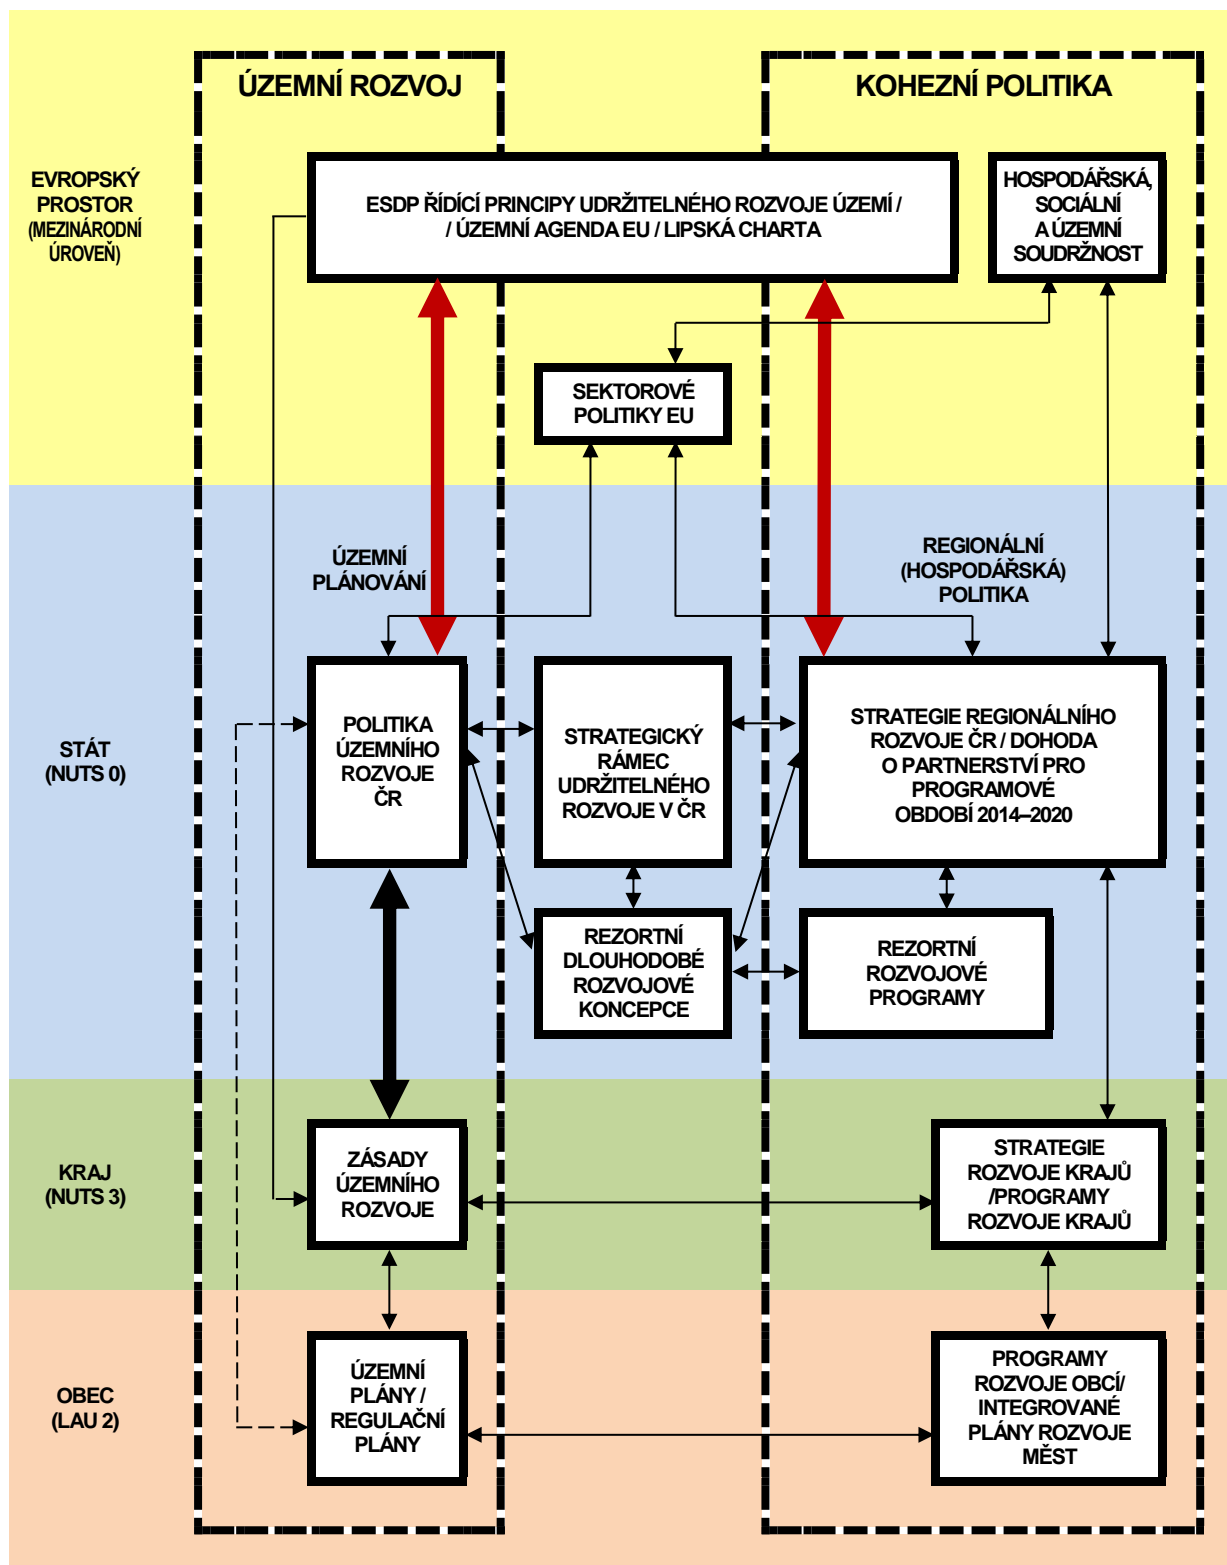 ÚZEMNÍ ROZVOJ
KOHEZNÍ POLITIKA
EVROPSKÝ
PROSTOR
(MEZINÁRODNÍ
ÚROVEŇ)
ESDP ŘÍDÍCÍ PRINCIPY UDRŽITELNÉHO ROZVOJE ÚZEMÍ /
/ ÚZEMNÍ AGENDA EU / LIPSKÁ CHARTA
HOSPODÁŘSKÁ,
SOCIÁLNÍ
A ÚZEMNÍ
SOUDRŽNOST
SEKTOROVÉ
POLITIKY EU
ÚZEMNÍ
PLÁNOVÁNÍ
REGIONÁLNÍ
(HOSPODÁŘSKÁ)
POLITIKA
STÁT
(NUTS 0)
POLITIKA
ÚZEMNÍHO
ROZVOJE
ČR
STRATEGICKÝ
RÁMEC
UDRŽITELNÉHO
ROZVOJE V ČR
STRATEGIE REGIONÁLNÍHO
ROZVOJE ČR / DOHODA
O PARTNERSTVÍ PRO
PROGRAMOVÉ
OBDOBÍ 2014–2020
REZORTNÍ
DLOUHODOBÉ
ROZVOJOVÉ
KONCEPCE
REZORTNÍ
ROZVOJOVÉ
PROGRAMY
KRAJ
(NUTS 3)
ZÁSADY
ÚZEMNÍHO
ROZVOJE
STRATEGIE
ROZVOJE KRAJŮ
/PROGRAMY
ROZVOJE KRAJŮ
OBEC
(LAU 2)
ÚZEMNÍ
PLÁNY /
REGULAČNÍ
PLÁNY
PROGRAMY
ROZVOJE OBCÍ/
INTEGROVANÉ
PLÁNY ROZVOJE
MĚST